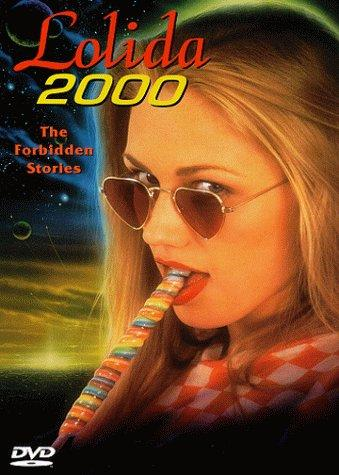 Lolida
2000
The
Forbidden
Stories
DVD